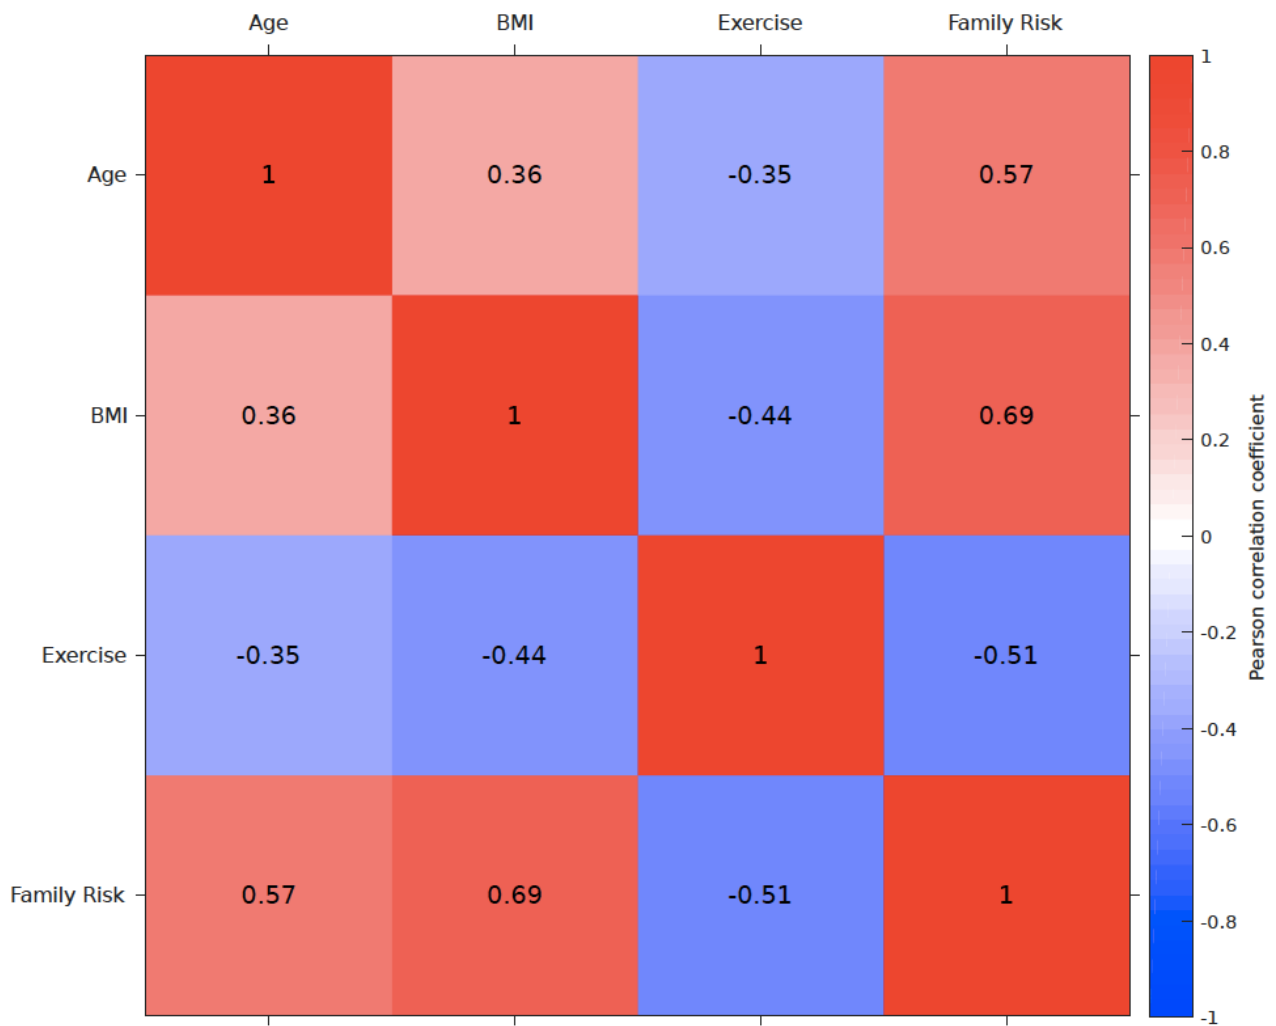 Age BMI Exercise Family Risk
1
0.8
0.6
0.4
0.2
0
-0.2
-0.4
-0.6
-0.8
-1
Pearson correlation coefficient
Age 1 0.36 -0.35 0.57
BMI 0.36 1 -0.44 0.69
Exercise -0.35 -0.44 1 -0.51
Family Risk 0.57 0.69 -0.51 1